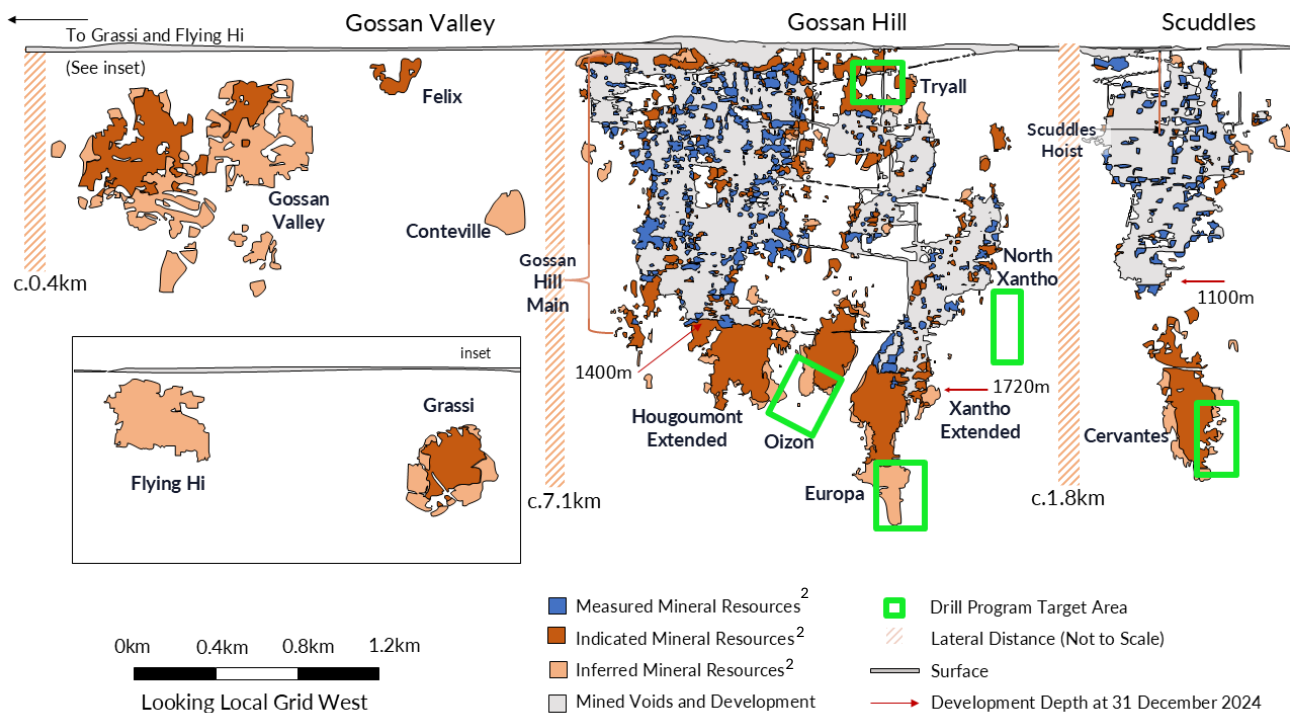 Gossan Valley
Gossan Hill
Scuddles
To Grassi and Flying Hi
(See inset)
Felix
Tryall
Scuddles
Hoist
Gossan
Valley
Conteville
c.0.4km
Gossan
Hill
Main
North
Xantho
1100m
inset
1400m
1720m
Flying Hi
Grassi
Hougoumont
Extended
Oizon
Xantho
Extended
Cervantes
Europa
c.7.1km
c.1.8km
0km 0.4km 0.8km 1.2km
Looking Local Grid West
Measured Mineral Resources²
Indicated Mineral Resources²
Inferred Mineral Resources²
Mined Voids and Development
Drill Program Target Area
Lateral Distance (Not to Scale)
Surface
Development Depth at 31 December 2024